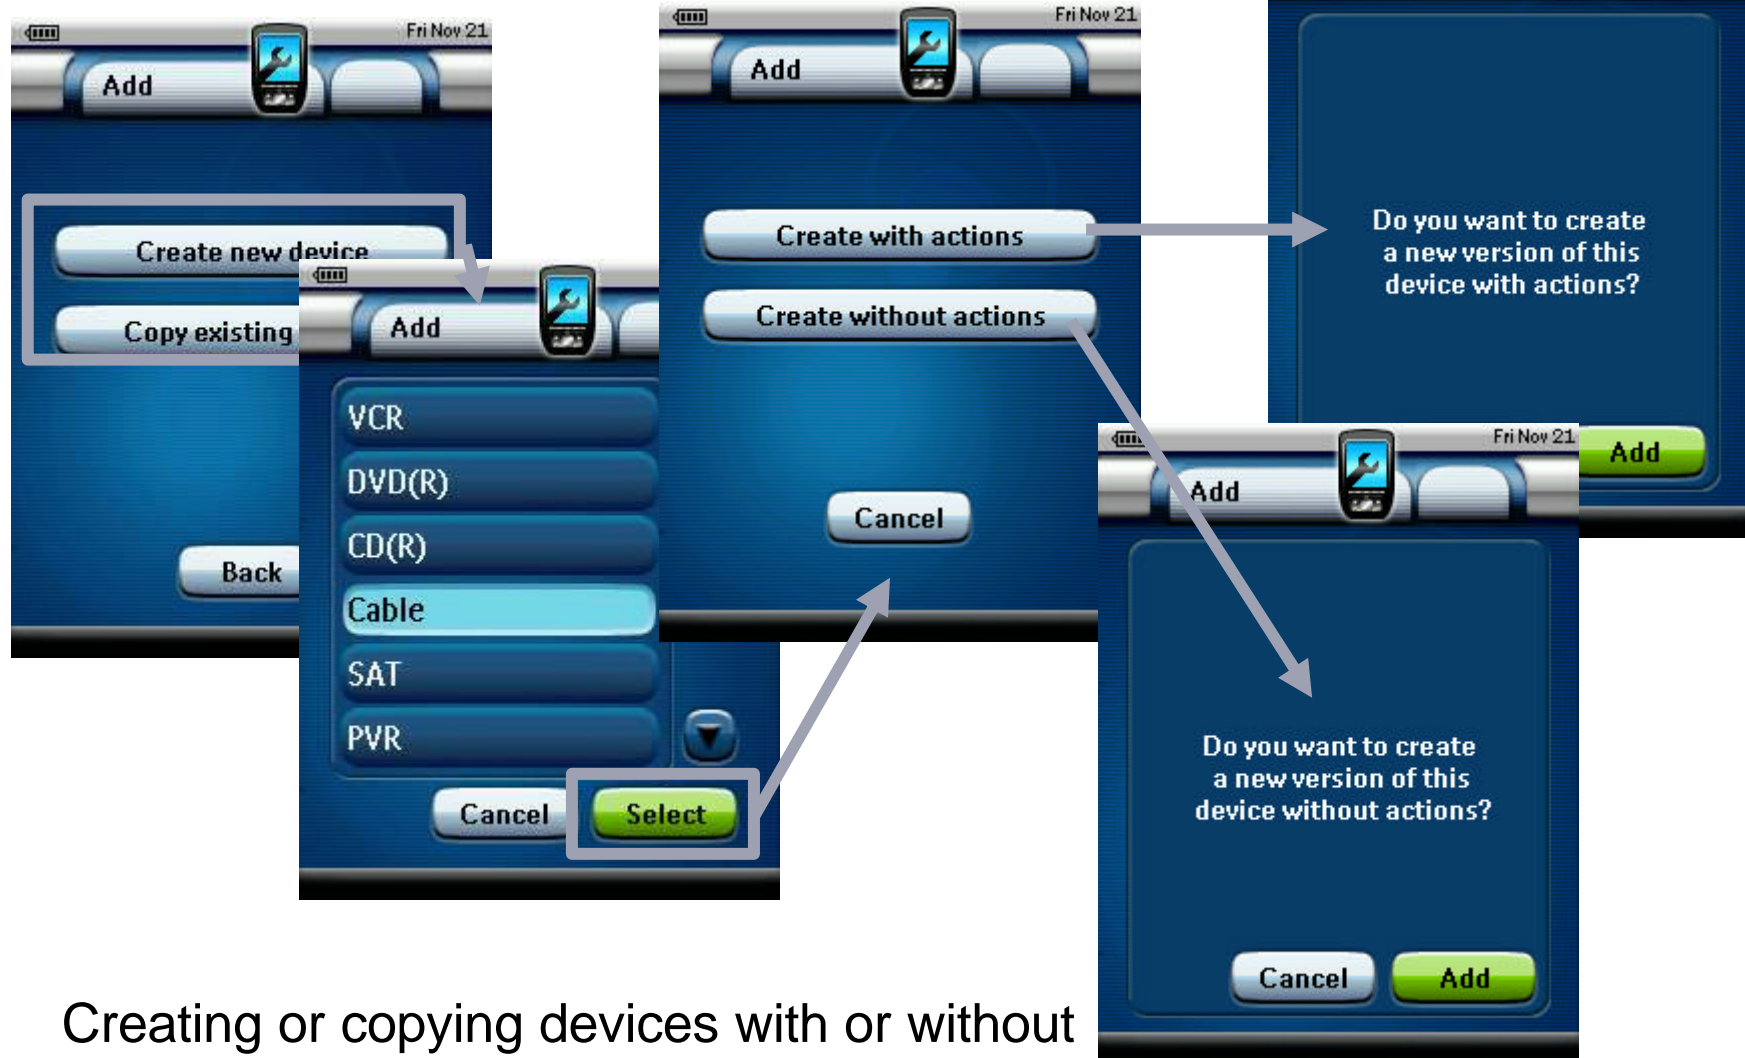 Fri Nov 21
Add
Create new device
Copy existing
Back
Add
VCR
DVD(R)
CD(R)
Cable
SAT
PVR
Cancel
Select
Fri Nov 21
Add
Create with actions
Create without actions
Cancel
Do you want to create
a new version of this
device with actions?
Add
Fri Nov 21
Add
Do you want to create
a new version of this
device without actions?
Cancel
Add
Creating or copying devices with or without